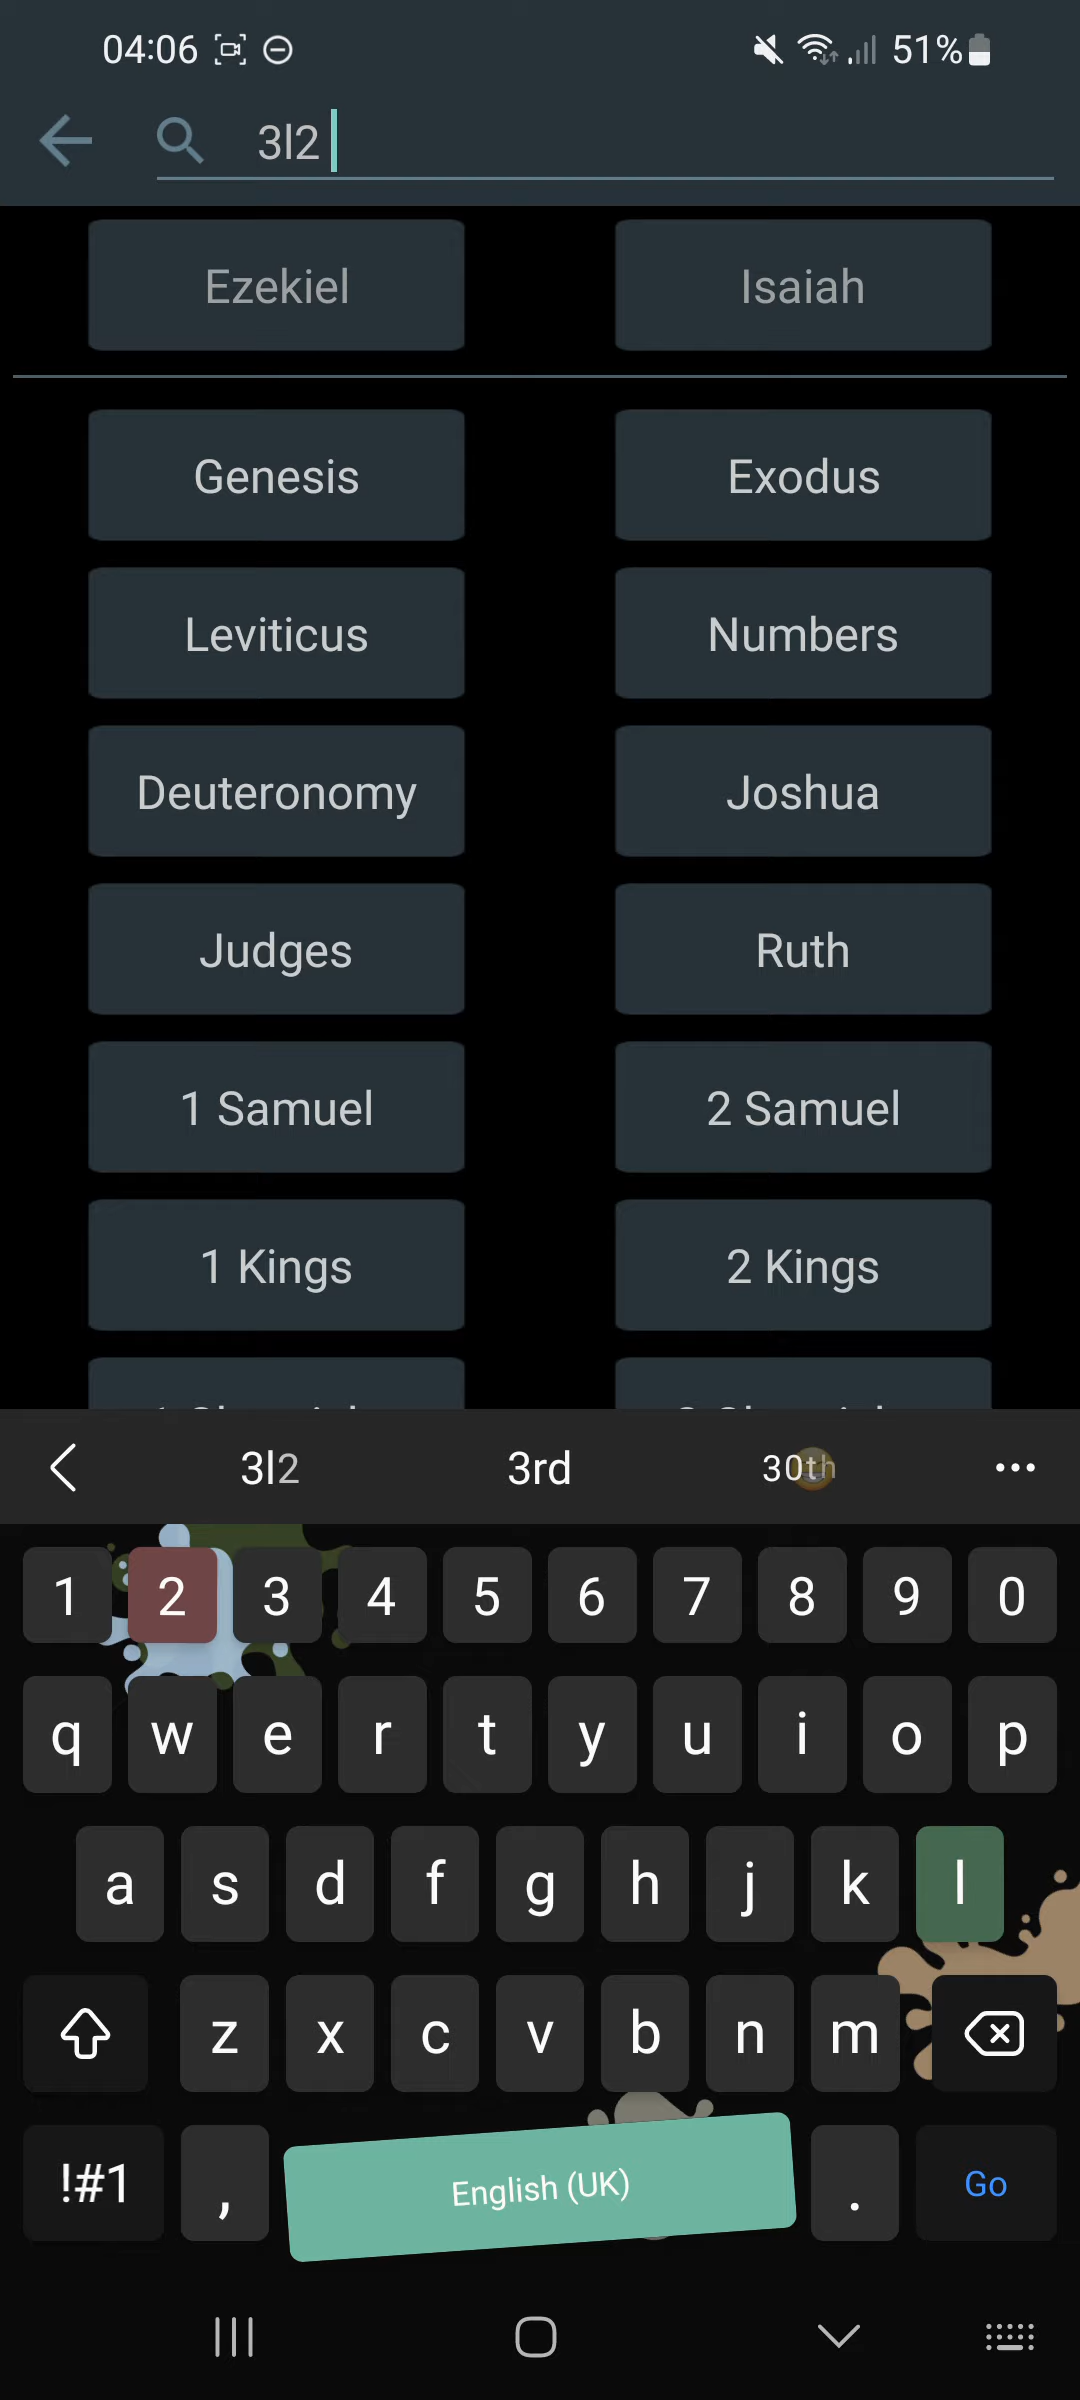 04:06 51%
3l2
Ezekiel Isaiah
Genesis Exodus
Leviticus Numbers
Deuteronomy Joshua
Judges Ruth
1 Samuel 2 Samuel
1 Kings 2 Kings
3l2 3rd 30th
1 2 3 4 5 6 7 8 9 0
q w e r t y u i o p
a s d f g h j k l
z x c v b n m
!#1 , English (UK) . Go